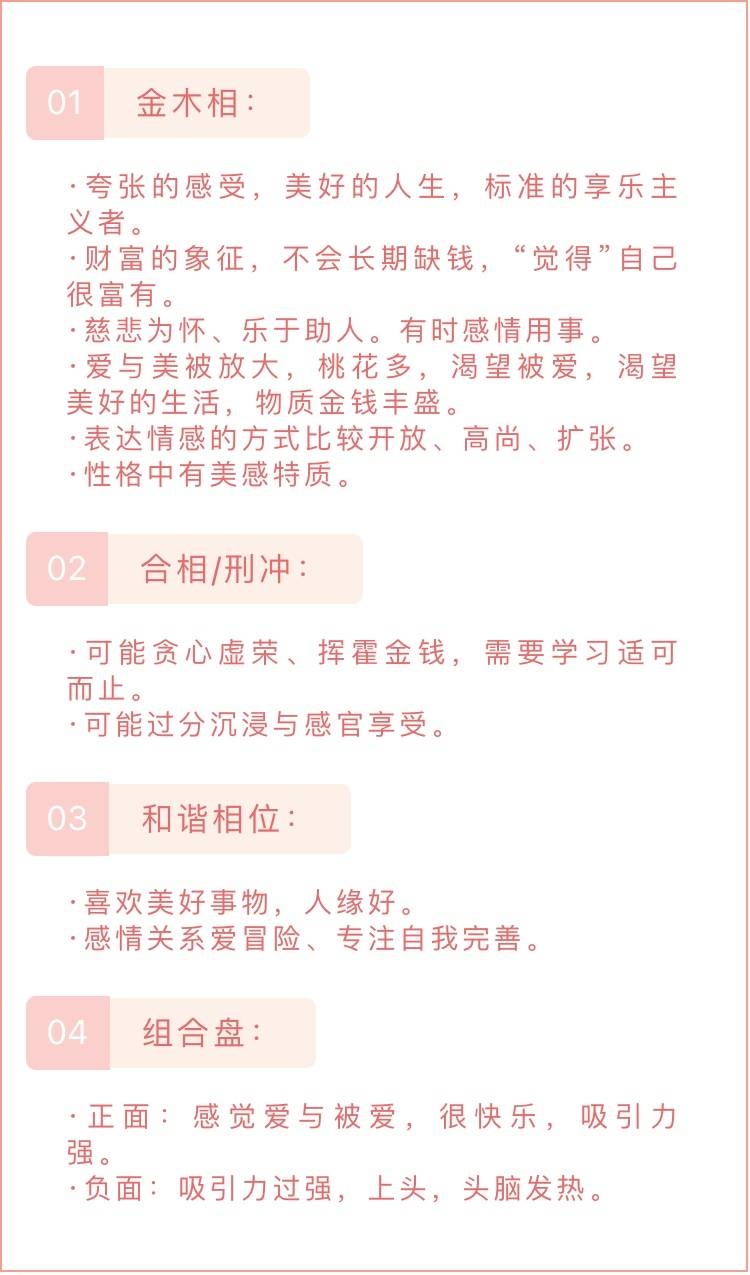 01 金木相：
·夸张的感受，美好的人生，标准的享乐主
义者。
·财富的象征，不会长期缺钱，“觉得”自己
很富有。
·慈悲为怀、乐于助人。有时感情用事。
·爱与美被放大，桃花多，渴望被爱，渴望
美好的生活，物质金钱丰盛。
·表达情感的方式比较开放、高尚、扩张。
·性格中有美感特质。
02 合相/刑冲：
·可能贪心虚荣、挥霍金钱，需要学习适可
而止。
·可能过分沉浸与感官享受。
03 和谐相位：
·喜欢美好事物，人缘好。
·感情关系爱冒险、专注自我完善。
04 组合盘：
·正面：感觉爱与被爱，很快乐，吸引力
强。
·负面：吸引力过强，上头，头脑发热。